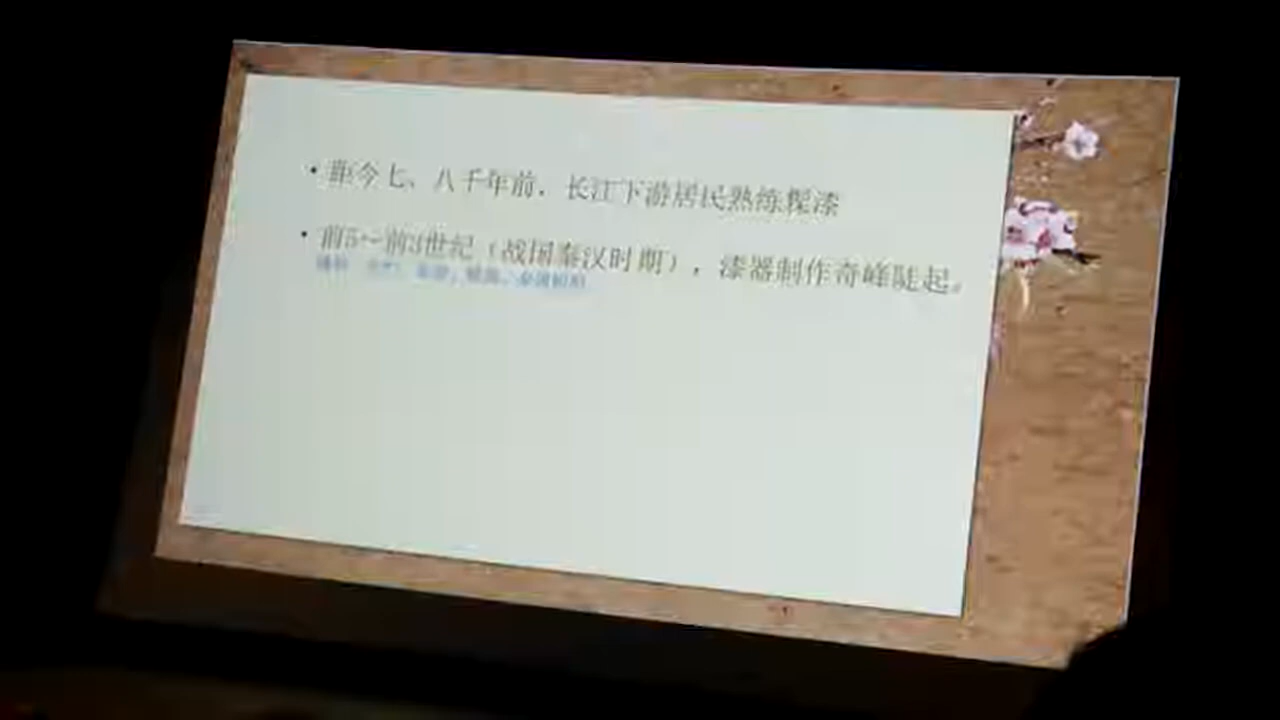 • 距今七、八千年前，长江下游居民熟练髹漆
• 前5—前3世纪（战国秦汉时期），漆器制作奇峰陡起。